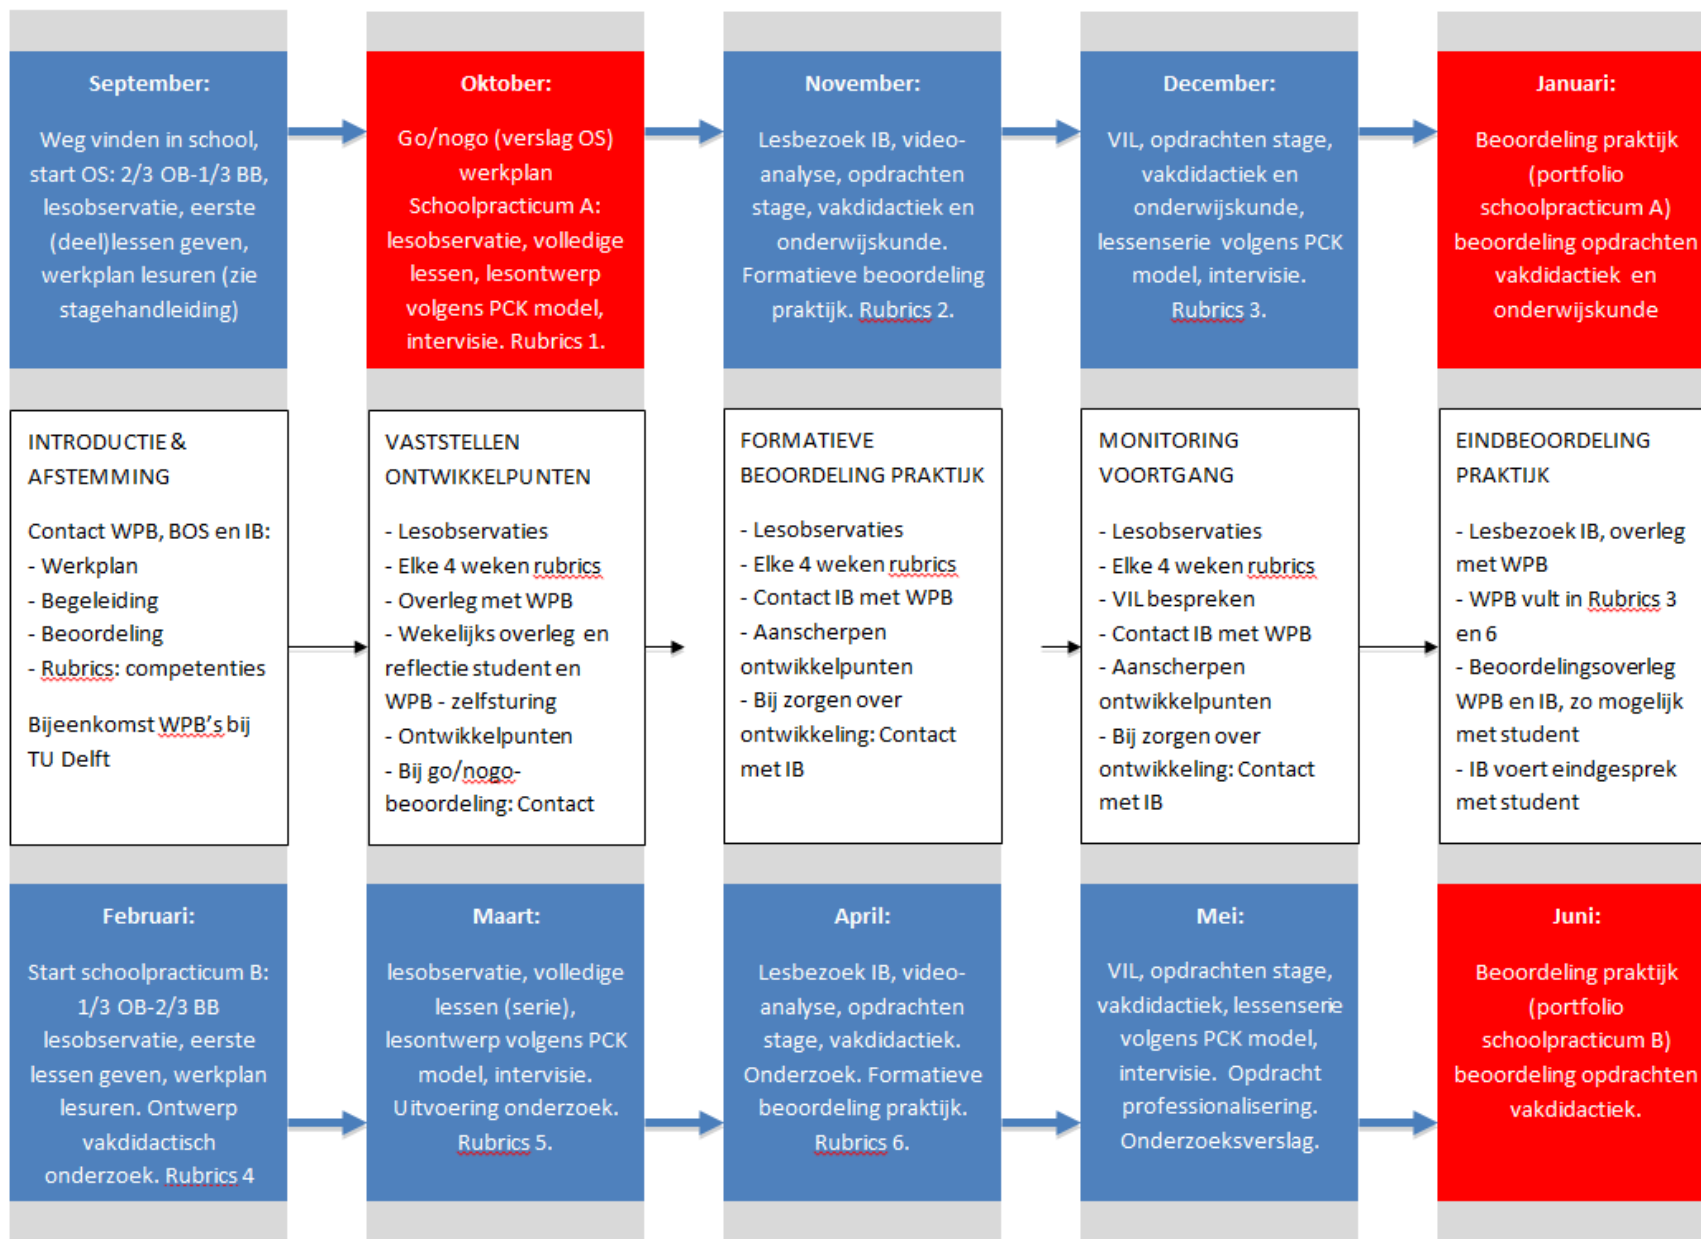 September:
Weg vinden in school,
start OS: 2/3 OB-1/3 BB,
lesobservatie, eerste
(deel)lessen geven,
werkplan lesuren (zie
stagehandleiding)
Oktober:
Go/nogo (verslag OS)
werkplan
Schoolpracticum A:
lesobservatie, volledige
lessen, lesontwerp
volgens PCK model,
intervisie. Rubrics 1.
November:
Lesbezoek IB, video-
analyse, opdrachten
stage, vakdidactiek en
onderwijskunde.
Formatieve beoordeling
praktijk. Rubrics 2.
December:
VIL, opdrachten stage,
vakdidactiek en
onderwijskunde,
lessenserie volgens PCK
model, intervisie.
Rubrics 3.
Januari:
Beoordeling praktijk
(portfolio
schoolpracticum A)
beoordeling opdrachten
vakdidactiek en
onderwijskunde
INTRODUCTIE &
AFSTEMMING
Contact WPB, BOS en IB:
- Werkplan
- Begeleiding
- Beoordeling
- Rubrics: competenties
Bijeenkomst WPB's bij
TU Delft
VASTSTELLEN
ONTWIKKELPUNTEN
- Lesobservaties
- Elke 4 weken rubrics
- Overleg met WPB
- Wekelijks overleg en
reflectie student en
WPB - zelfsturing
- Ontwikkelpunten
- Bij go/nogo-
beoordeling: Contact
FORMATIEVE
BEOORDELING PRAKTIJK
- Lesobservaties
- Elke 4 weken rubrics
- Contact IB met WPB
- Aanscherpen
ontwikkelpunten
- Bij zorgen over
ontwikkeling: Contact
met IB
MONITORING
VOORTGANG
- Lesobservaties
- Elke 4 weken rubrics
- VIL bespreken
- Contact IB met WPB
- Aanscherpen
ontwikkelpunten
- Bij zorgen over
ontwikkeling: Contact
met IB
EINDBEOORDELING
PRAKTIJK
- Lesbezoek IB, overleg
met WPB
- WPB vult in Rubrics 3
en 6
- Beoordelingsoverleg
WPB en IB, zo mogelijk
met student
- IB voert eindgesprek
met student
Februari:
Start schoolpracticum B:
1/3 OB-2/3 BB
lesobservatie, eerste
lessen geven, werkplan
lesuren. Ontwerp
vakdidactisch
onderzoek. Rubrics 4
Maart:
lesobservatie, volledige
lessen (serie),
lesontwerp volgens PCK
model, intervisie.
Uitvoering onderzoek.
Rubrics 5.
April:
Lesbezoek IB, video-
analyse, opdrachten
stage, vakdidactiek.
Onderzoek. Formatieve
beoordeling praktijk.
Rubrics 6.
Mei:
VIL, opdrachten stage,
vakdidactiek, lessenserie
volgens PCK model,
intervisie. Opdracht
professionalisering.
Onderzoeksverslag.
Juni:
Beoordeling praktijk
(portfolio
schoolpracticum B)
beoordeling opdrachten
vakdidactiek.